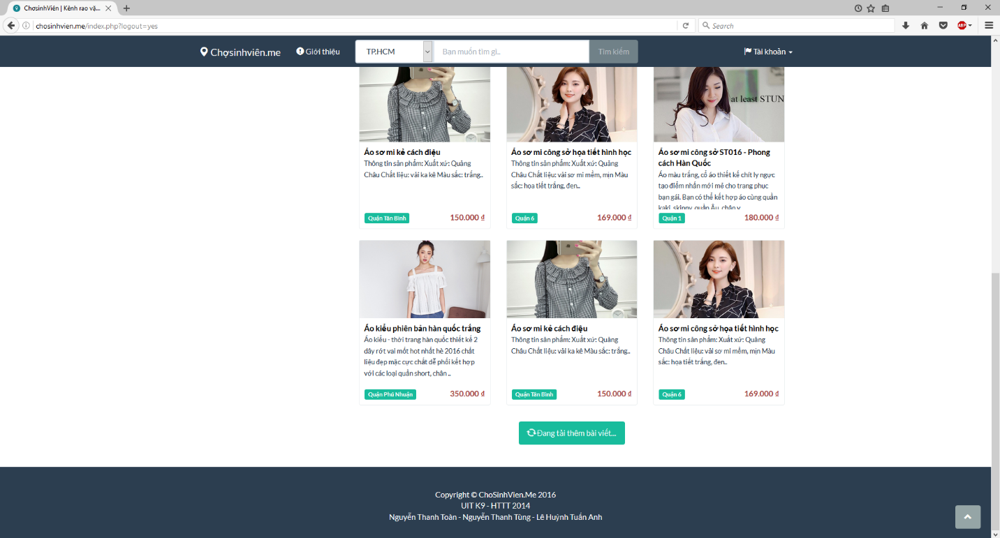 ChợsinhViên | Kênh rao vặ...
chosinhvien.me/index.php?logout=yes
Search
ABP
Chợsinhviên.me
Giới thiệu
TP.HCM
Bạn muốn tìm gì..
Tìm kiếm
Tài khoản
at least STUN
Áo sơ mi kẻ cách điệu
Thông tin sản phẩm: Xuất xứ: Quảng
Châu Chất liệu: vải ka kê Màu sắc: trắng..
Quận Tân Bình
150.000 ₫
Áo sơ mi công sở họa tiết hình học
Thông tin sản phẩm: Xuất xứ: Quảng
Châu Chất liệu: vải sơ mi mềm, mịn Màu
sắc: họa tiết trắng, đen..
Quận 6
169.000 ₫
Áo sơ mi công sở ST016 - Phong
cách Hàn Quốc
Áo màu trắng, cổ áo thiết kế chít ly ngực
tạo điểm nhấn mới mẻ cho trang phục
bạn gái. Bạn có thể kết hợp áo cùng quần
kaki, skinny, quần Âu, chân v
Quận 1
180.000 ₫
Áo kiểu phiên bản hàn quốc trắng
Áo kiểu - thời trang hàn quốc thiết kế 2
dây rớt vai mốt hot nhất hè 2016 chất
liệu đẹp mặc cực chất dễ phối kết hợp
với các loại quần short, chân ..
Quận Phú Nhuận
350.000 ₫
Áo sơ mi kẻ cách điệu
Thông tin sản phẩm: Xuất xứ: Quảng
Châu Chất liệu: vải ka kê Màu sắc: trắng..
Quận Tân Bình
150.000 ₫
Áo sơ mi công sở họa tiết hình học
Thông tin sản phẩm: Xuất xứ: Quảng
Châu Chất liệu: vải sơ mi mềm, mịn Màu
sắc: họa tiết trắng, đen..
Quận 6
169.000 ₫
Đang tải thêm bài viết...
Copyright © ChoSinhVien.Me 2016
UIT K9 - HTTT 2014
Nguyễn Thanh Toàn - Nguyễn Thanh Tùng - Lê Huỳnh Tuấn Anh